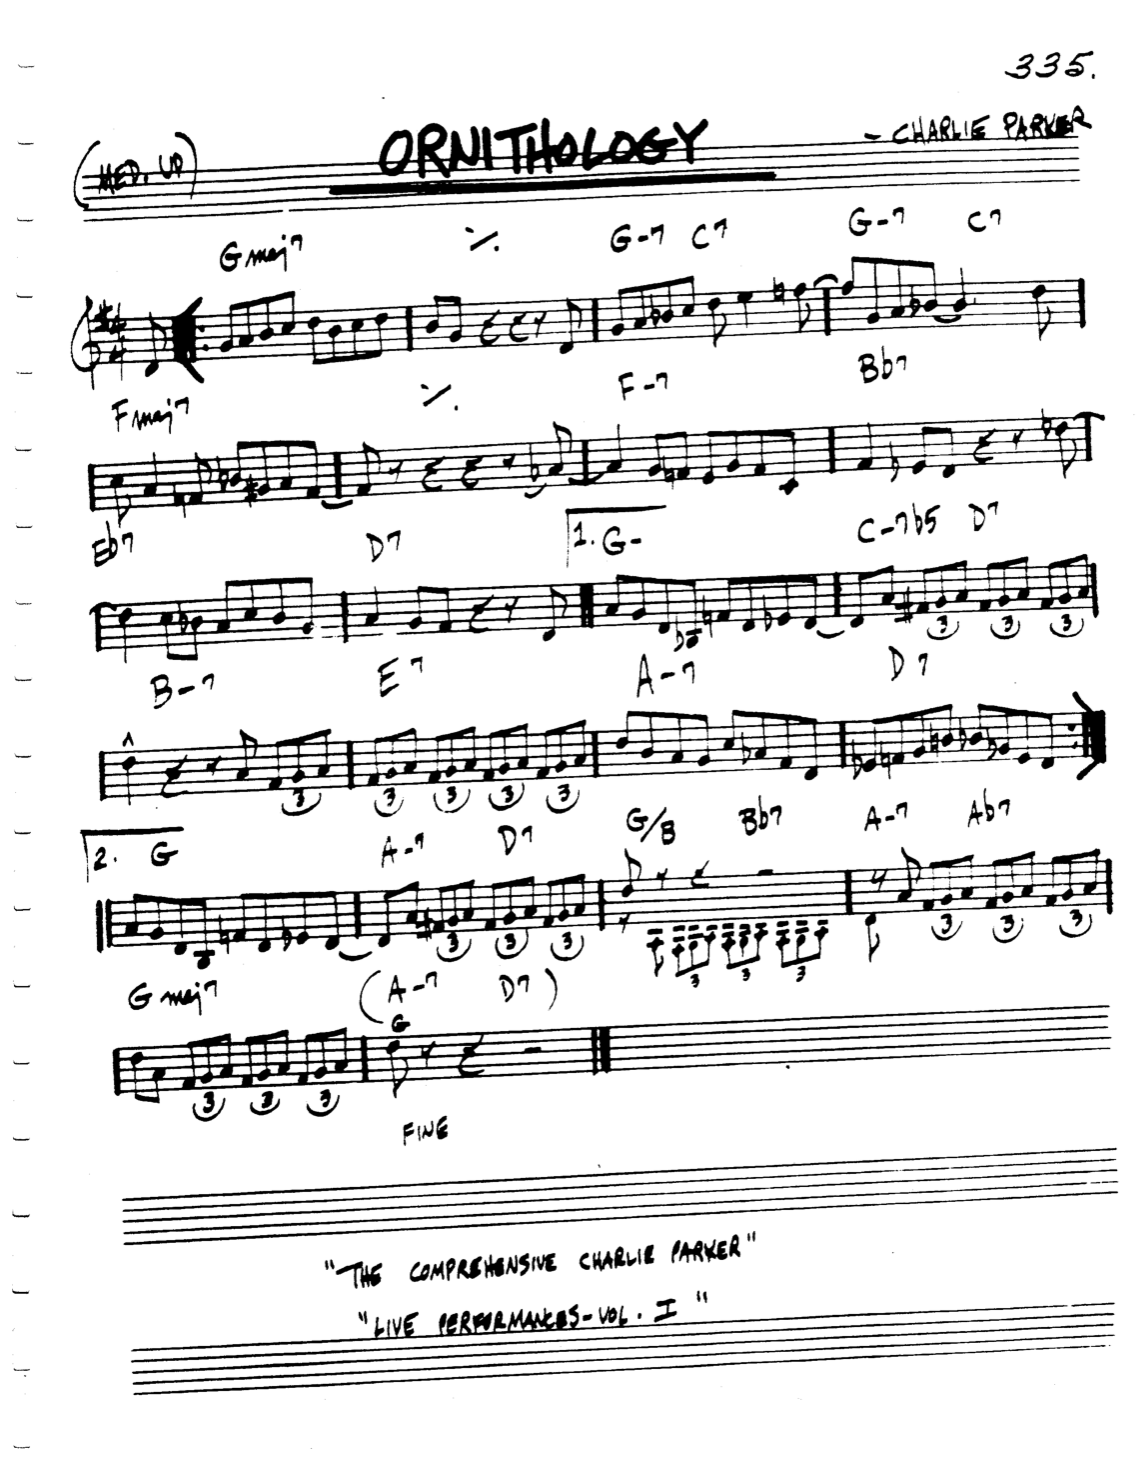 335.
(MED. UP) ORNITHOLOGY - CHARLIE PARKER
Gmaj7 ٪ G-7 C7 G-7 C7
Fmaj7 ٪ F-7 Bb7
Eb7 D7 1. G- C-7b5 D7
3 3 3
B-7 E7 A-7 D7
3 3 3 3 3
2. G A-7 D7 G/B Bb7 A-7 Ab7
3 3 3 3 3 3 3 3 3
Gmaj7 (A-7 D7)
G
3 3 3
FINE
"THE COMPREHENSIVE CHARLIE PARKER"
"LIVE PERFORMANCES-VOL. I"